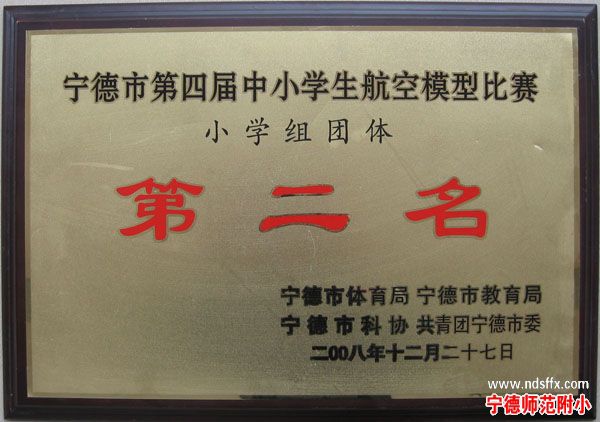 宁德市第四届中小学生航空模型比赛
小学组团体
第二名
宁德市体育局 宁德市教育局
宁德市科协 共青团宁德市委
二00八年十二月二十七日
www.ndsffx.com
宁德师范附小